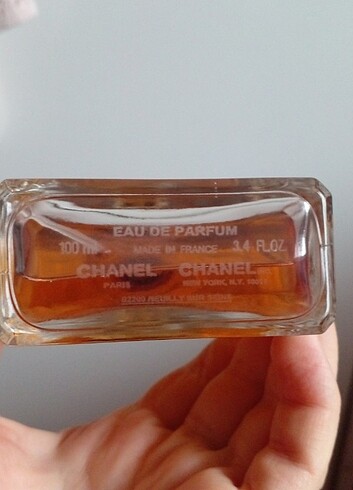 EAU DE PARFUM
100 ml MADE IN FRANCE 3.4 FL.OZ.
CHANEL CHANEL
PARIS NEW YORK, N.Y.
92200 NEUILLY SUR SEINE